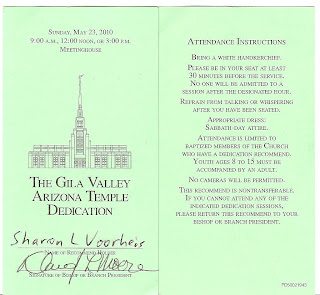 SUNDAY, MAY 23, 2010
9:00 A.M., 12:00 NOON, OR 3:00 P.M.
MEETINGHOUSE
THE GILA VALLEY
ARIZONA TEMPLE
DEDICATION
Sharon L Voorheis
NAME OF RECOMMEND HOLDER
SIGNATURE OF BISHOP OR BRANCH PRESIDENT
ATTENDANCE INSTRUCTIONS
BRING A WHITE HANDKERCHIEF.
PLEASE BE IN YOUR SEAT AT LEAST
30 MINUTES BEFORE THE SERVICE.
NO ONE WILL BE ADMITTED TO A
SESSION AFTER THE DESIGNATED HOUR.
REFRAIN FROM TALKING OR WHISPERING
AFTER YOU HAVE BEEN SEATED.
APPROPRIATE DRESS:
SABBATH-DAY ATTIRE.
ATTENDANCE IS LIMITED TO
BAPTIZED MEMBERS OF THE CHURCH
WHO HAVE A DEDICATION RECOMMEND.
YOUTH AGES 8 TO 15 MUST BE
ACCOMPANIED BY AN ADULT.
NO CAMERAS WILL BE PERMITTED.
THIS RECOMMEND IS NONTRANSFERABLE.
IF YOU CANNOT ATTEND ANY OF THE
INDICATED DEDICATION SESSIONS,
PLEASE RETURN THIS RECOMMEND TO YOUR
BISHOP OR BRANCH PRESIDENT.